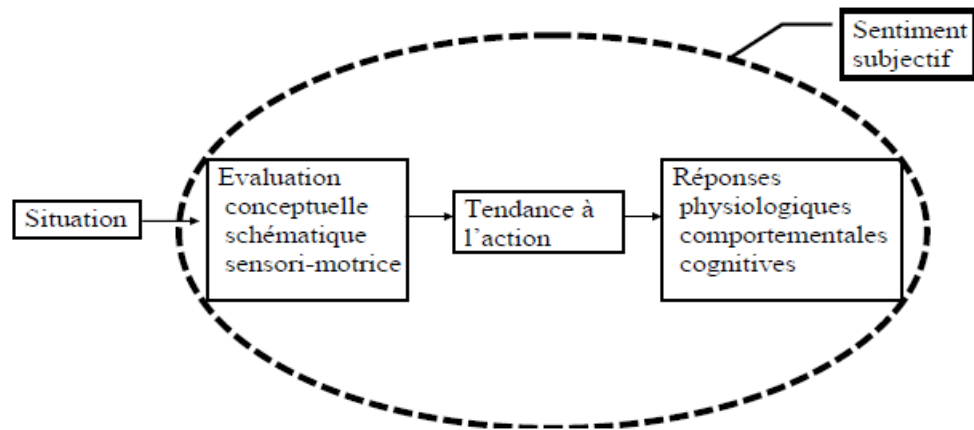 Sentiment
subjectif
Situation
Evaluation
conceptuelle
schématique
sensori-motrice
Tendance à
l'action
Réponses
physiologiques
comportementales
cognitives